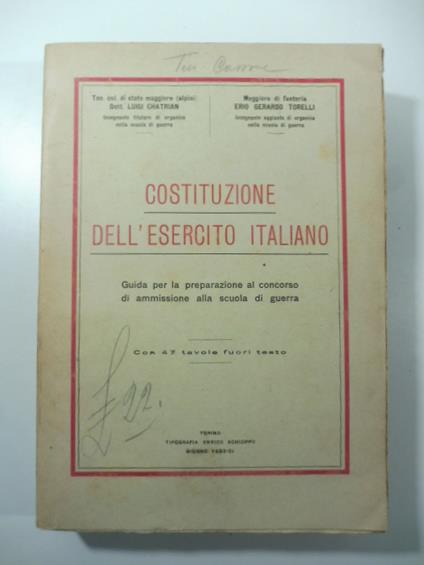 Ten. col. di stato maggiore (alpini)
Dott. LUIGI CHATRIAN
Insegnante titolare di organica
nella scuola di guerra
Maggiore di fanteria
ERIO GERARDO TORELLI
Insegnante aggiunto di organica
nella scuola di guerra
COSTITUZIONE
DELL'ESERCITO ITALIANO
Guida per la preparazione al concorso
di ammissione alla scuola di guerra
Con 47 tavole fuori testo
£ 22.
TORINO
TIPOGRAFIA ENRICO SCHIOPPO
GIUGNO